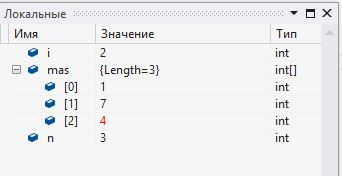 Локальные
Имя Значение Тип
i 2 int
mas {Length=3} int[]
[0] 1 int
[1] 7 int
[2] 4 int
n 3 int